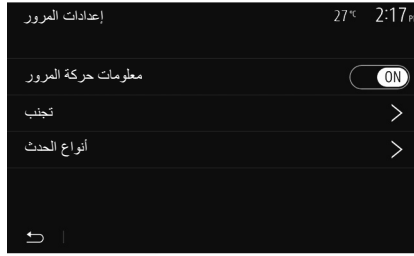 إعدادات المرور 27°C 2:17
معلومات حركة المرور ON
تجنب
أنواع الحدث